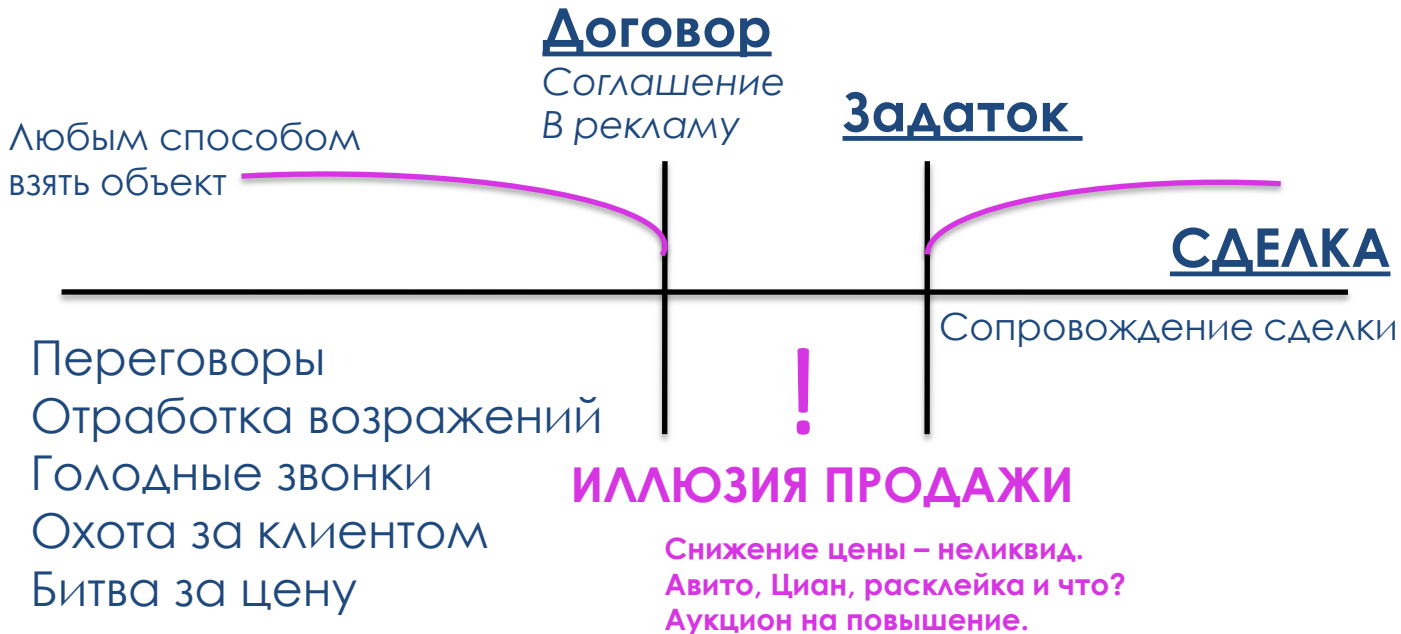 Договор
Соглашение
В рекламу
Задаток
Любым способом
взять объект
СДЕЛКА
Сопровождение сделки
Переговоры
Отработка возражений
Голодные звонки
Охота за клиентом
Битва за цену
!
ИЛЛЮЗИЯ ПРОДАЖИ
Снижение цены – неликвид.
Авито, Циан, расклейка и что?
Аукцион на повышение.